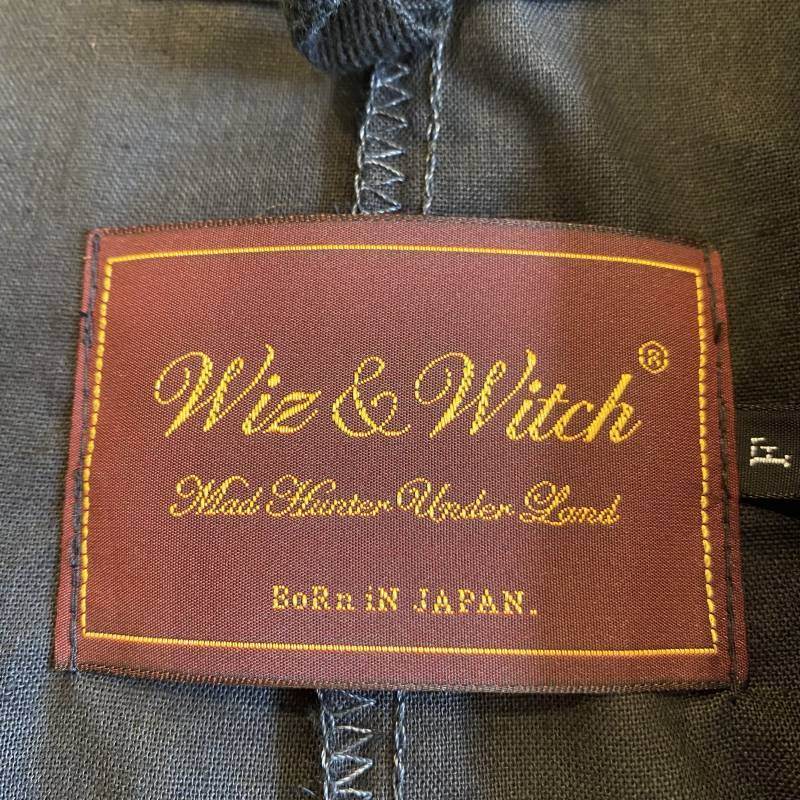 Wiz & Witch®
Mad Hunter Under Land
BoRn iN JAPAN.
F